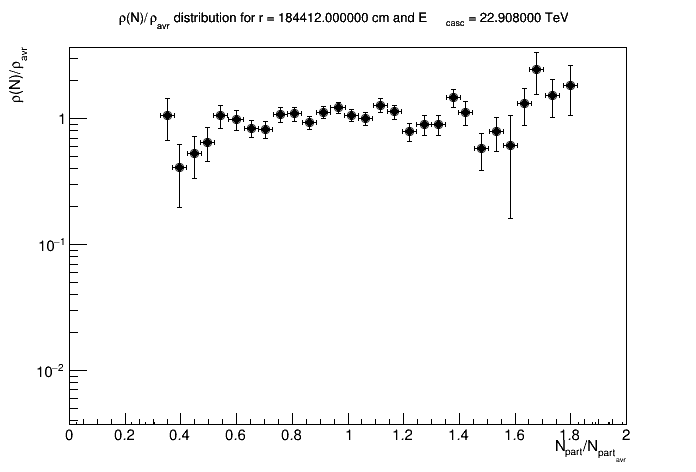 ρ(N)/ρavr distribution for r = 184412.000000 cm and E casc = 22.908000 TeV
ρ(N)/ρavr
1
10−1
10−2
0 0.2 0.4 0.6 0.8 1 1.2 1.4 1.6 1.8 2
Npart/Npartavr